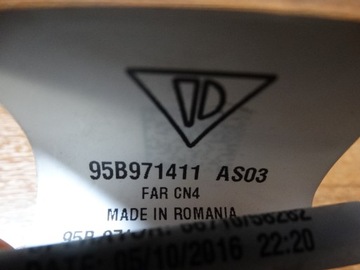 95B971411 AS03
FAR CN4
MADE IN ROMANIA
05/10/2016 22:20